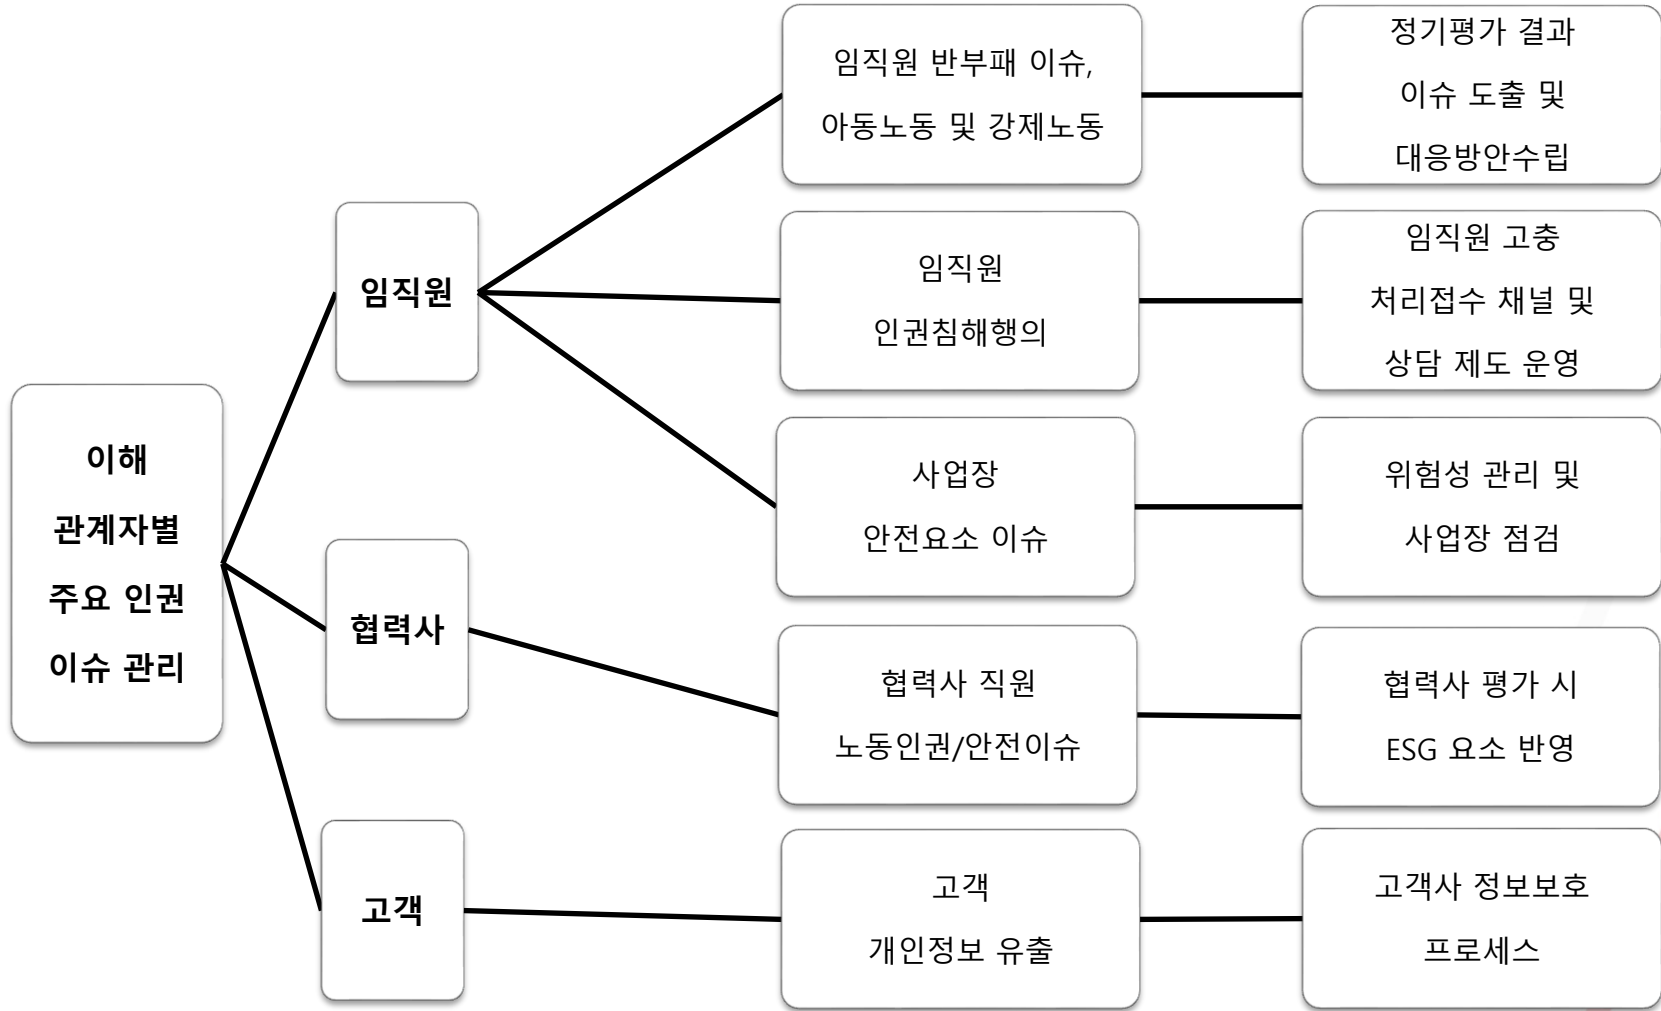 이해
관계자별
주요 인권
이슈 관리
임직원
임직원 반부패 이슈,
아동노동 및 강제노동
정기평가 결과
이슈 도출 및
대응방안수립
임직원
인권침해행의
임직원 고충
처리접수 채널 및
상담 제도 운영
사업장
안전요소 이슈
위험성 관리 및
사업장 점검
협력사
협력사 직원
노동인권/안전이슈
협력사 평가 시
ESG 요소 반영
고객
고객
개인정보 유출
고객사 정보보호
프로세스